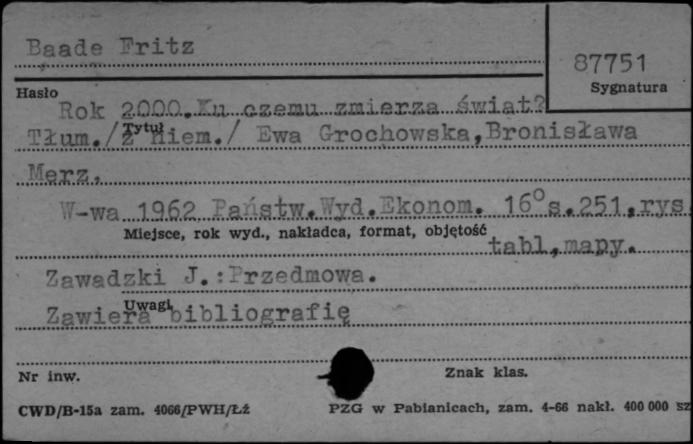 Baade Fritz
87751
Hasło
Sygnatura
Rok 2000.Ku czemu zmierza świat?
Tytuł
Tłum./z Niem./ Ewa Grochowska,Bronisława
Merz.
W-wa 1962 Państw.Wyd.Ekonom. 16° s.251,rys.
Miejsce, rok wyd., nakładca, format, objętość
tabl,mapy.
Zawadzki J.:Przedmowa.
Uwagi
Zawiera bibliografię
Nr inw.
Znak klas.
CWD/B-15a zam. 4066/PWH/Łź
PZG w Pabianicach, zam. 4-66 nakł. 400 000 sz